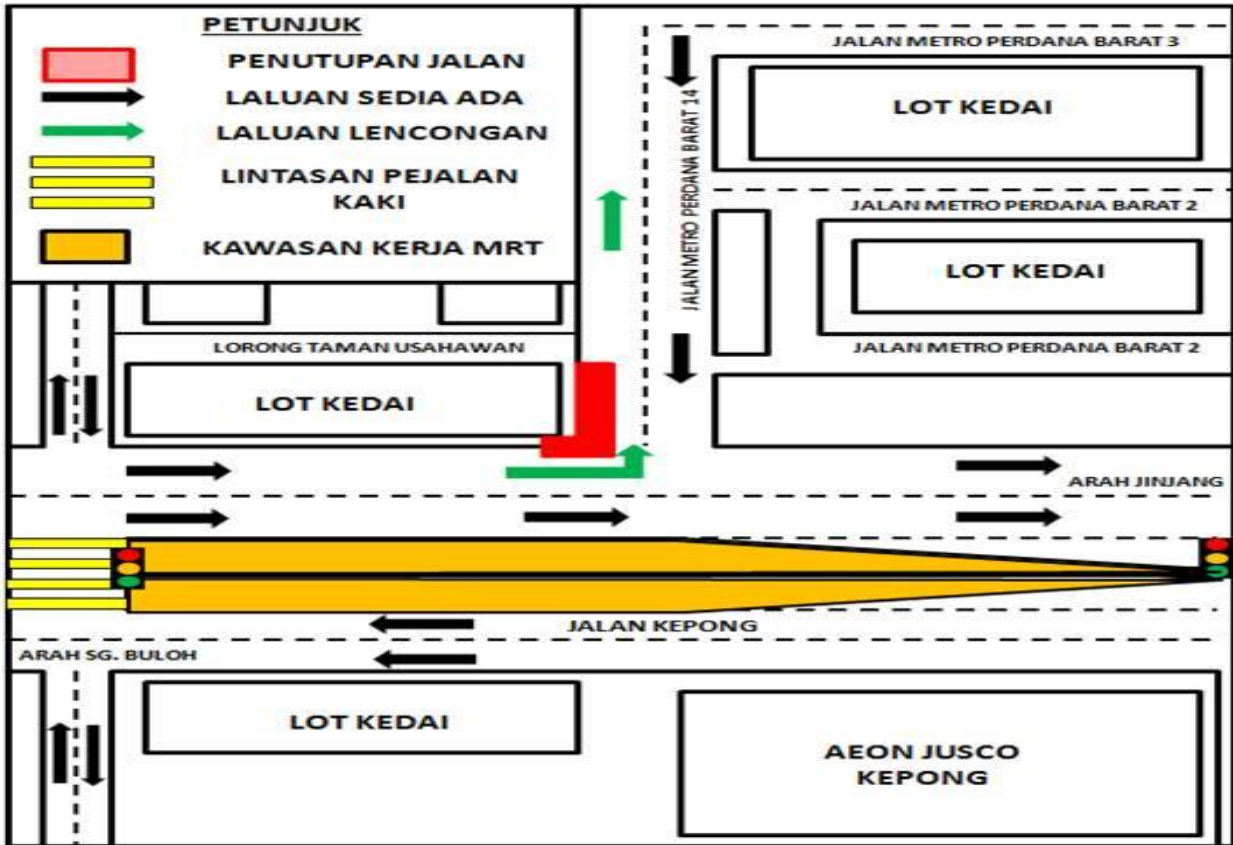 PETUNJUK
PENUTUPAN JALAN
LALUAN SEDIA ADA
LALUAN LENCONGAN
LINTASAN PEJALAN
KAKI
KAWASAN KERJA MRT
JALAN METRO PERDANA BARAT 3
LOT KEDAI
JALAN METRO PERDANA BARAT 14
JALAN METRO PERDANA BARAT 2
LOT KEDAI
JALAN METRO PERDANA BARAT 2
LORONG TAMAN USAHAWAN
LOT KEDAI
ARAH JINJANG
JALAN KEPONG
ARAH SG. BULOH
LOT KEDAI
AEON JUSCO
KEPONG